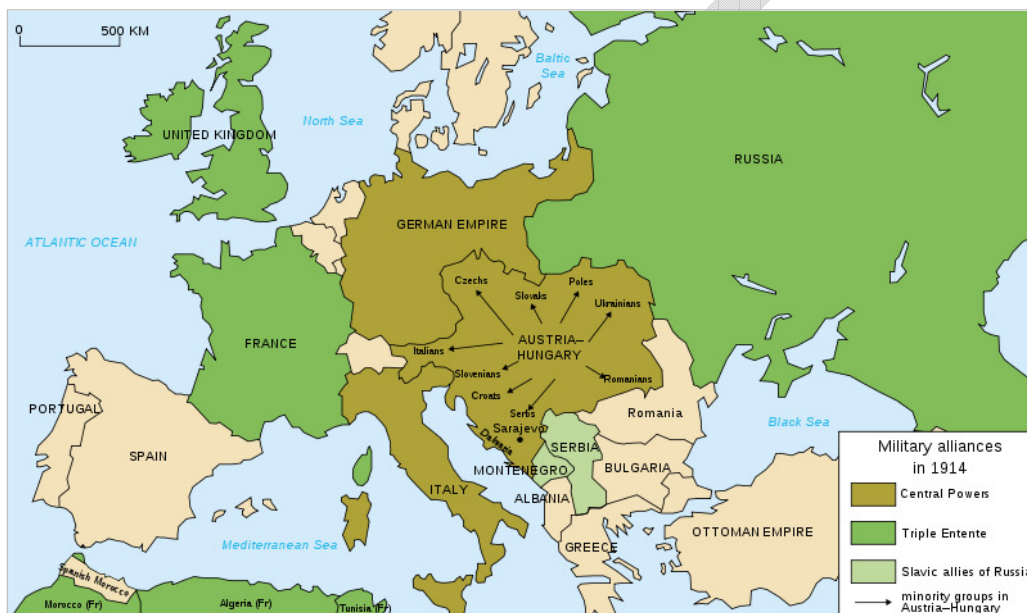 0 500 KM
Baltic
Sea
North Sea
UNITED KINGDOM
RUSSIA
GERMAN EMPIRE
ATLANTIC OCEAN
Czechs
Slovaks
Poles
Ukrainians
AUSTRIA–
HUNGARY
FRANCE
Italians
Slovenians
Romanians
Croats
Serbs
Sarajevo
Dalmatia
PORTUGAL
SPAIN
Romania
Black Sea
SERBIA
MONTENEGRO
BULGARIA
ITALY
ALBANIA
GREECE
OTTOMAN EMPIRE
Mediterranean Sea
Spanish Morocco
Morocco (Fr)
Algeria (Fr)
Tunisia (Fr)
Military alliances
in 1914
Central Powers
Triple Entente
Slavic allies of Russia
minority groups in
Austria–Hungary